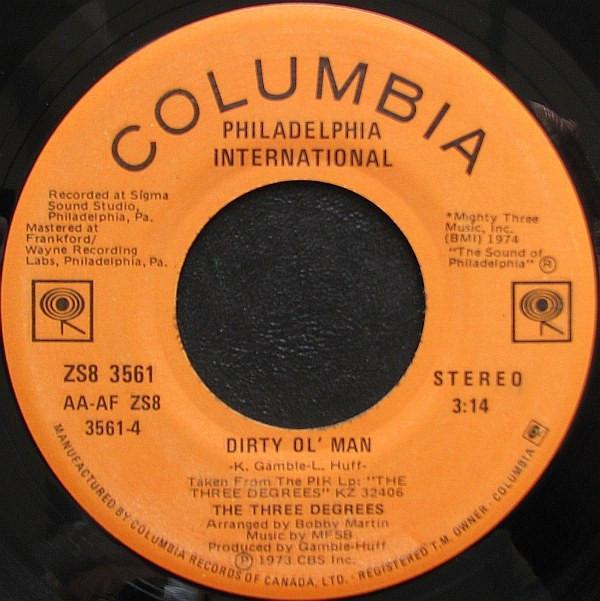 COLUMBIA
PHILADELPHIA
INTERNATIONAL
Recorded at Sigma
Sound Studio,
Philadelphia, Pa.
Mastered at
Frankford/
Wayne Recording
Labs, Philadelphia, Pa.
*Mighty Three
Music, Inc.
(BMI) 1974
"The Sound of
Philadelphia" Ⓡ
ZS8 3561
AA-AF ZS8
3561-4
STEREO
3:14
DIRTY OL' MAN
-K. Gamble-L. Huff-
Taken From The PIR Lp: "THE
THREE DEGREES" KZ 32406
THE THREE DEGREES
Arranged by Bobby Martin
Music by MFSB
Produced by Gamble-Huff
Ⓟ 1973 CBS Inc.
MANUFACTURED BY COLUMBIA RECORDS OF CANADA, LTD. · REGISTERED T.M. OWNER · COLUMBIA